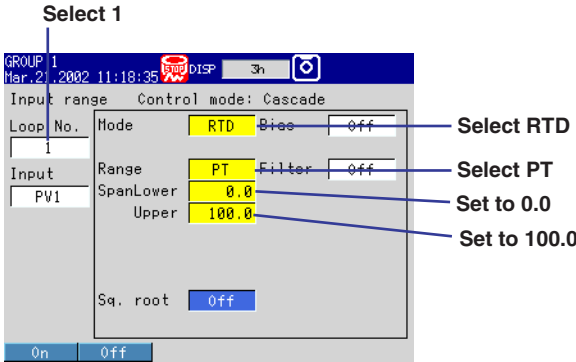 Select 1
GROUP 1
Mar.21.2002 11:18:35 STOP DISP 3h
Input range Control mode: Cascade
Loop No. Mode RTD Bias Off Select RTD
1
Input Range PT Filter Off Select PT
PV1 SpanLower 0.0 Set to 0.0
Upper 100.0 Set to 100.0
Sq. root Off
On Off